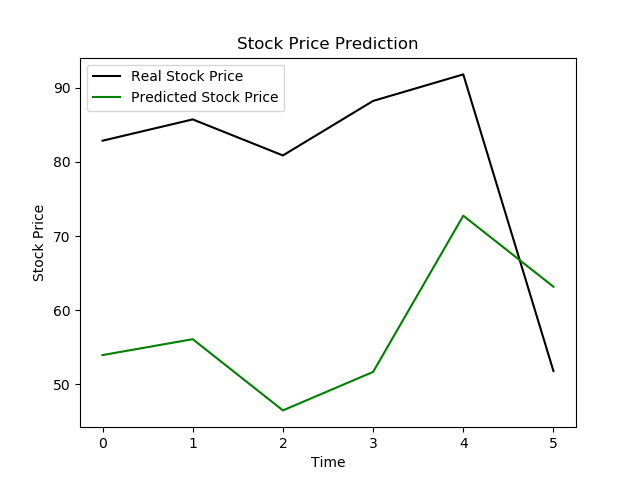 Stock Price Prediction
Real Stock Price
Predicted Stock Price
90
80
70
60
50
Stock Price
0 1 2 3 4 5
Time